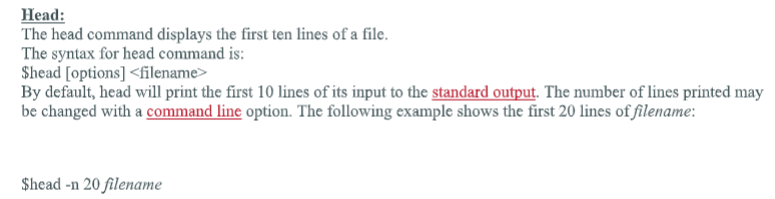 Head:
The head command displays the first ten lines of a file.
The syntax for head command is:
$head [options] <filename>
By default, head will print the first 10 lines of its input to the standard output. The number of lines printed may
be changed with a command line option. The following example shows the first 20 lines of filename:
$head -n 20 filename